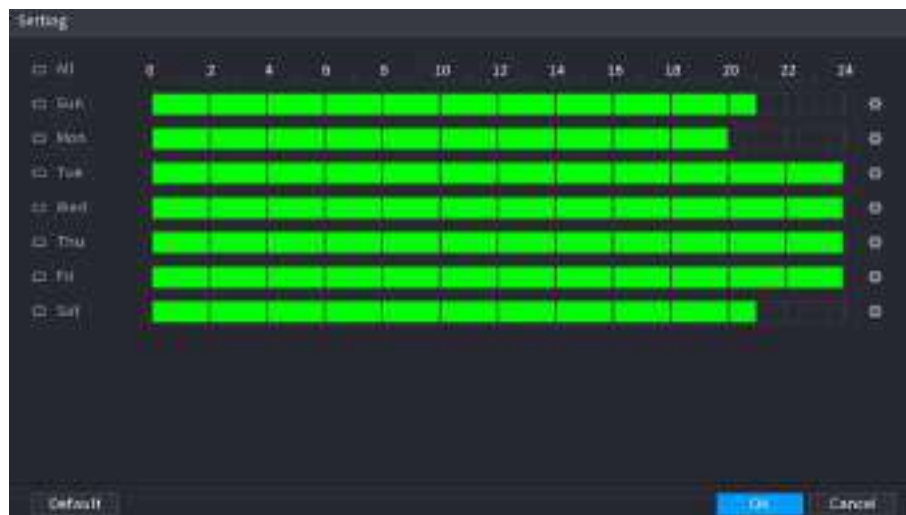 Setting
All 0 2 4 6 8 10 12 14 16 18 20 22 24
Sun
Mon
Tue
Wed
Thu
Fri
Sat
Default OK Cancel